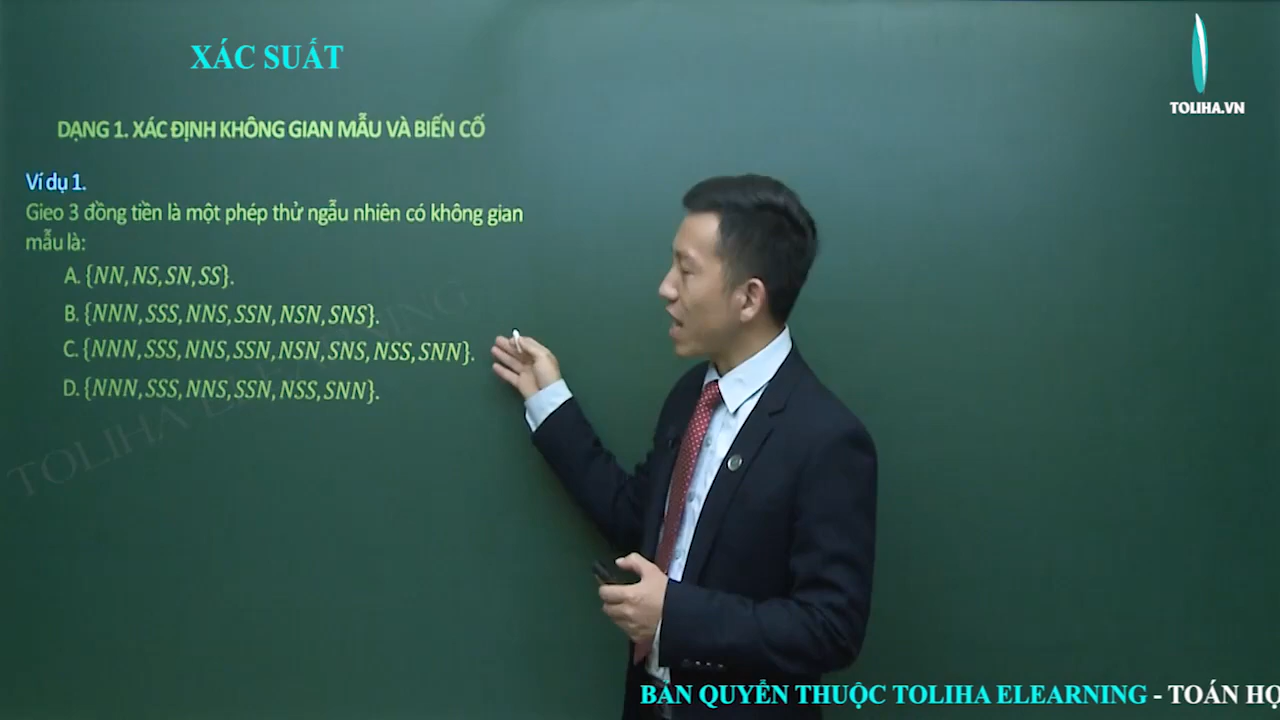 XÁC SUẤT
TOLIHA.VN
DẠNG 1. XÁC ĐỊNH KHÔNG GIAN MẪU VÀ BIẾN CỐ
Ví dụ 1.
Gieo 3 đồng tiền là một phép thử ngẫu nhiên có không gian
mẫu là:
A. {NN, NS, SN, SS}.
B. {NNN, SSS, NNS, SSN, NSN, SNS}.
C. {NNN, SSS, NNS, SSN, NSN, SNS, NSS, SNN}.
D. {NNN, SSS, NNS, SSN, NSS, SNN}.
TOLIHA ELEARNING
BẢN QUYỀN THUỘC TOLIHA ELEARNING - TOÁN HỌ